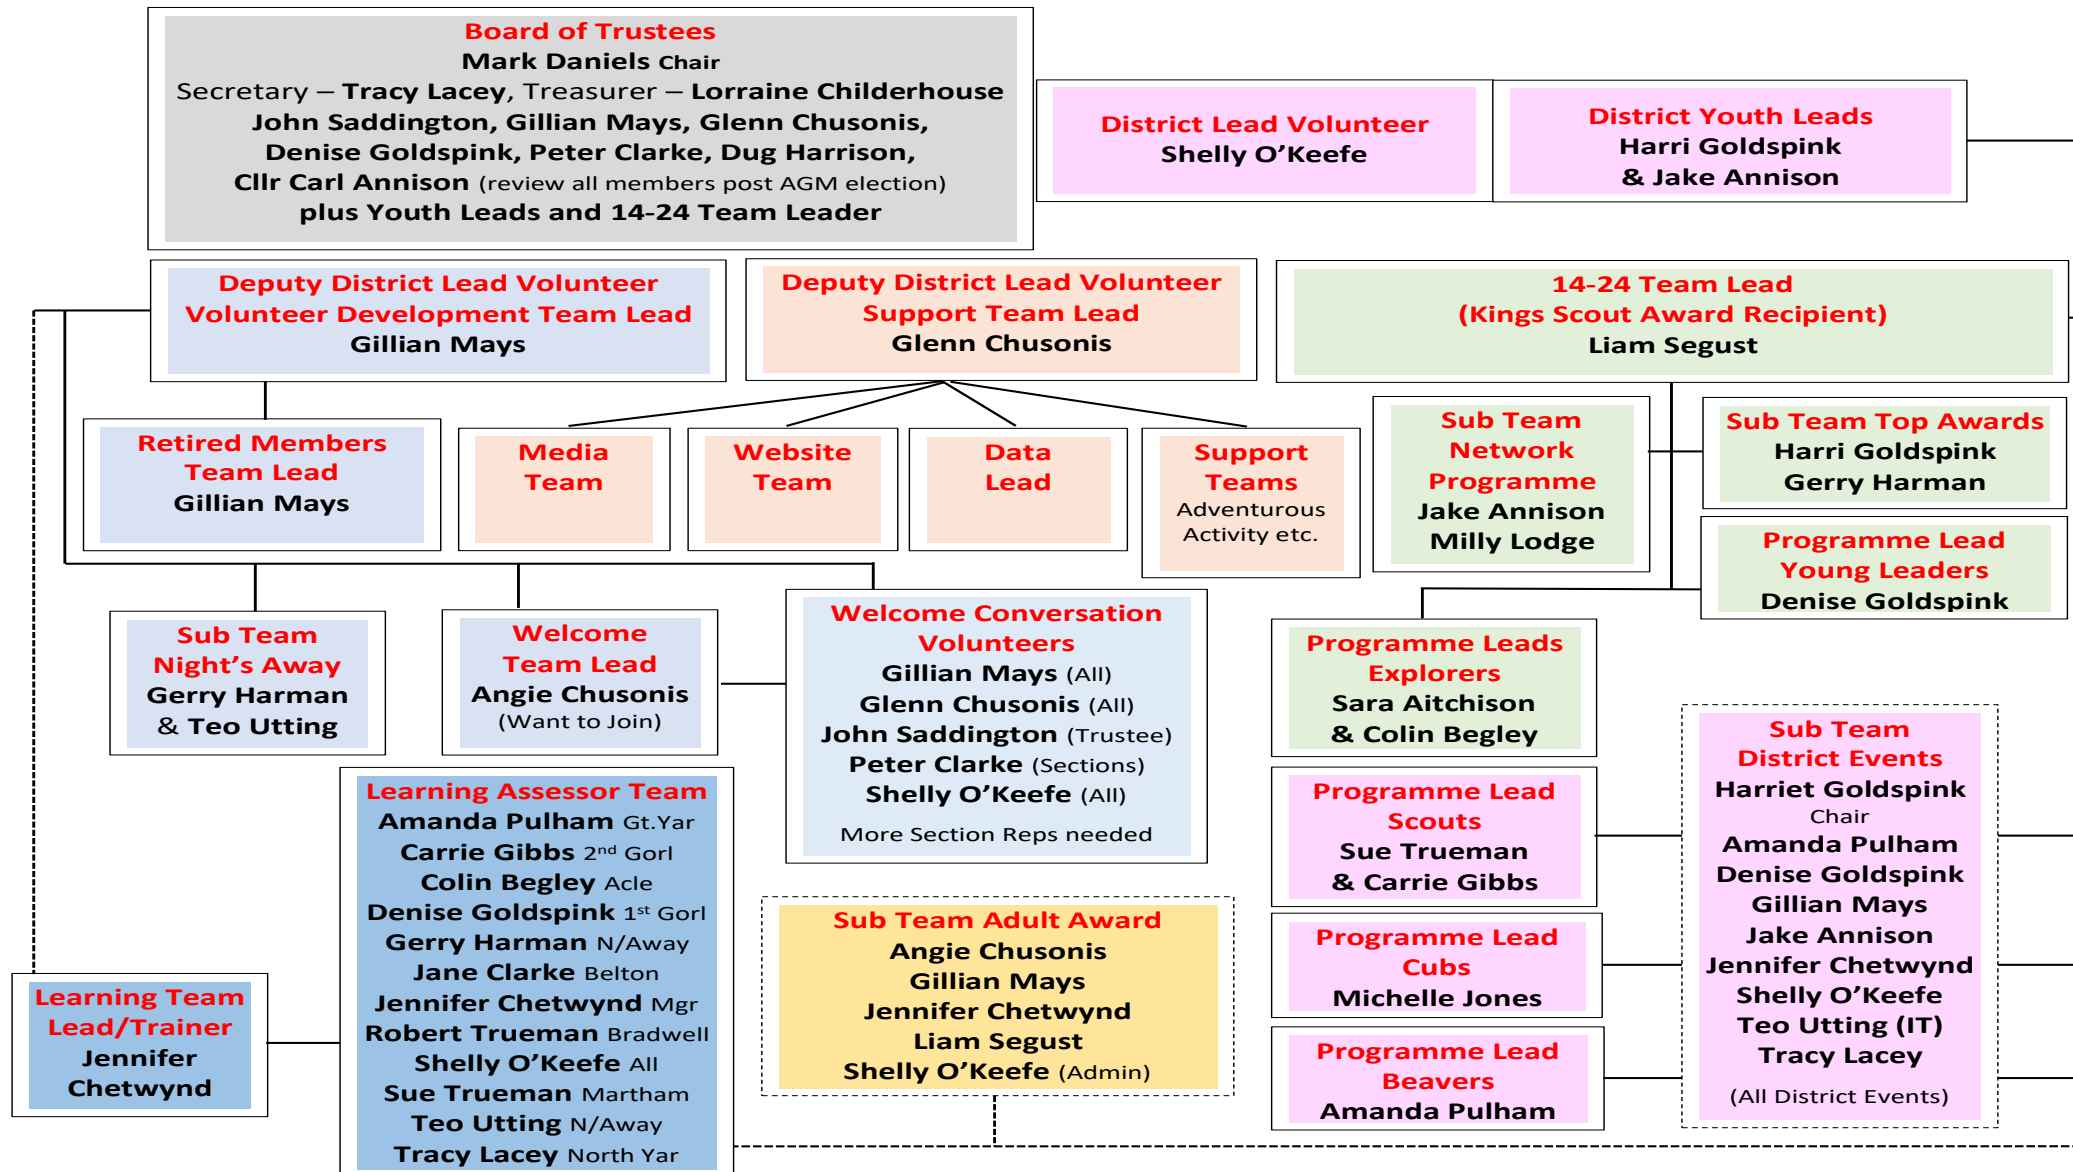 Board of Trustees
Mark Daniels Chair
Secretary – Tracy Lacey, Treasurer – Lorraine Childerhouse
John Saddington, Gillian Mays, Glenn Chusonis,
Denise Goldspink, Peter Clarke, Dug Harrison,
Cllr Carl Annison (review all members post AGM election)
plus Youth Leads and 14-24 Team Leader
District Lead Volunteer
Shelly O’Keefe
District Youth Leads
Harri Goldspink
& Jake Annison
Deputy District Lead Volunteer
Volunteer Development Team Lead
Gillian Mays
Deputy District Lead Volunteer
Support Team Lead
Glenn Chusonis
14-24 Team Lead
(Kings Scout Award Recipient)
Liam Segust
Retired Members
Team Lead
Gillian Mays
Media
Team
Website
Team
Data
Lead
Support
Teams
Adventurous
Activity etc.
Sub Team
Network
Programme
Jake Annison
Milly Lodge
Sub Team Top Awards
Harri Goldspink
Gerry Harman
Programme Lead
Young Leaders
Denise Goldspink
Sub Team
Night’s Away
Gerry Harman
& Teo Utting
Welcome
Team Lead
Angie Chusonis
(Want to Join)
Welcome Conversation
Volunteers
Gillian Mays (All)
Glenn Chusonis (All)
John Saddington (Trustee)
Peter Clarke (Sections)
Shelly O’Keefe (All)
More Section Reps needed
Programme Leads
Explorers
Sara Aitchison
& Colin Begley
Sub Team
District Events
Harriet Goldspink
Chair
Amanda Pulham
Denise Goldspink
Gillian Mays
Jake Annison
Jennifer Chetwynd
Shelly O’Keefe
Teo Utting (IT)
Tracy Lacey
(All District Events)
Learning Assessor Team
Amanda Pulham Gt.Yar
Carrie Gibbs 2nd Gorl
Colin Begley Acle
Denise Goldspink 1st Gorl
Gerry Harman N/Away
Jane Clarke Belton
Jennifer Chetwynd Mgr
Robert Trueman Bradwell
Shelly O’Keefe All
Sue Trueman Martham
Teo Utting N/Away
Tracy Lacey North Yar
Programme Lead
Scouts
Sue Trueman
& Carrie Gibbs
Sub Team Adult Award
Angie Chusonis
Gillian Mays
Jennifer Chetwynd
Liam Segust
Shelly O’Keefe (Admin)
Programme Lead
Cubs
Michelle Jones
Learning Team
Lead/Trainer
Jennifer
Chetwynd
Programme Lead
Beavers
Amanda Pulham